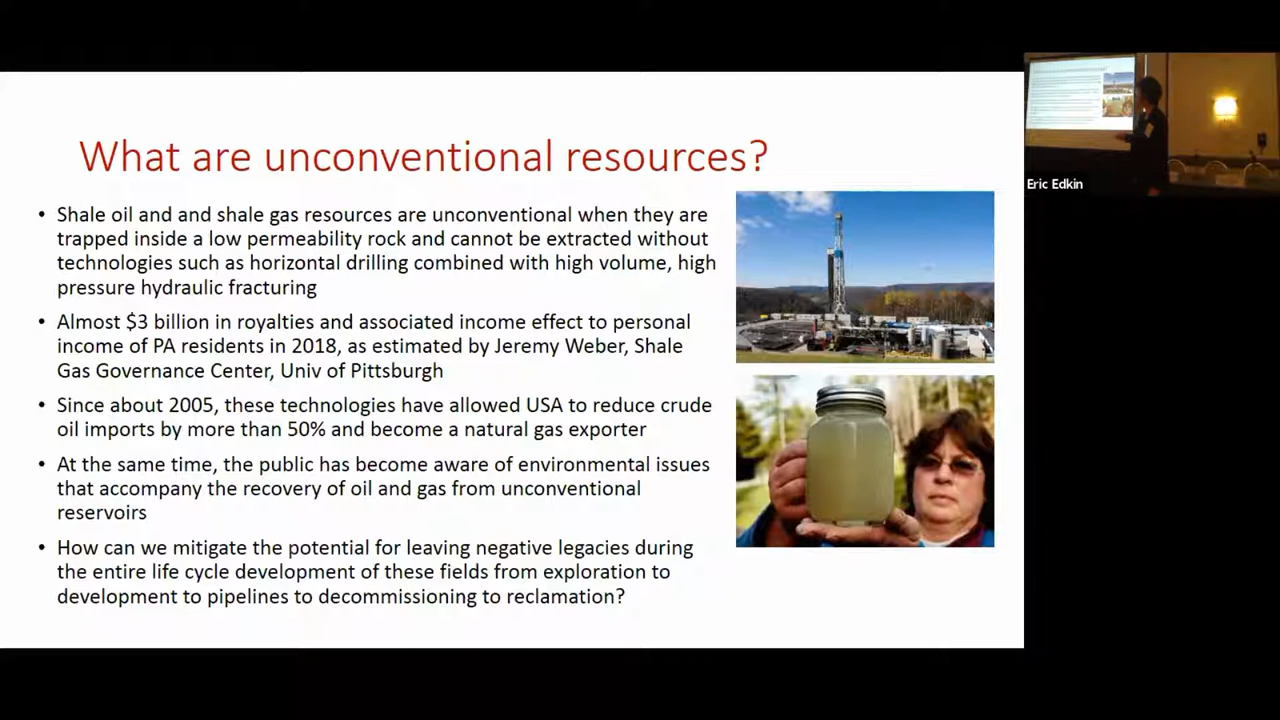 What are unconventional resources?
• Shale oil and and shale gas resources are unconventional when they are
trapped inside a low permeability rock and cannot be extracted without
technologies such as horizontal drilling combined with high volume, high
pressure hydraulic fracturing
• Almost $3 billion in royalties and associated income effect to personal
income of PA residents in 2018, as estimated by Jeremy Weber, Shale
Gas Governance Center, Univ of Pittsburgh
• Since about 2005, these technologies have allowed USA to reduce crude
oil imports by more than 50% and become a natural gas exporter
• At the same time, the public has become aware of environmental issues
that accompany the recovery of oil and gas from unconventional
reservoirs
• How can we mitigate the potential for leaving negative legacies during
the entire life cycle development of these fields from exploration to
development to pipelines to decommissioning to reclamation?
Eric Edkin